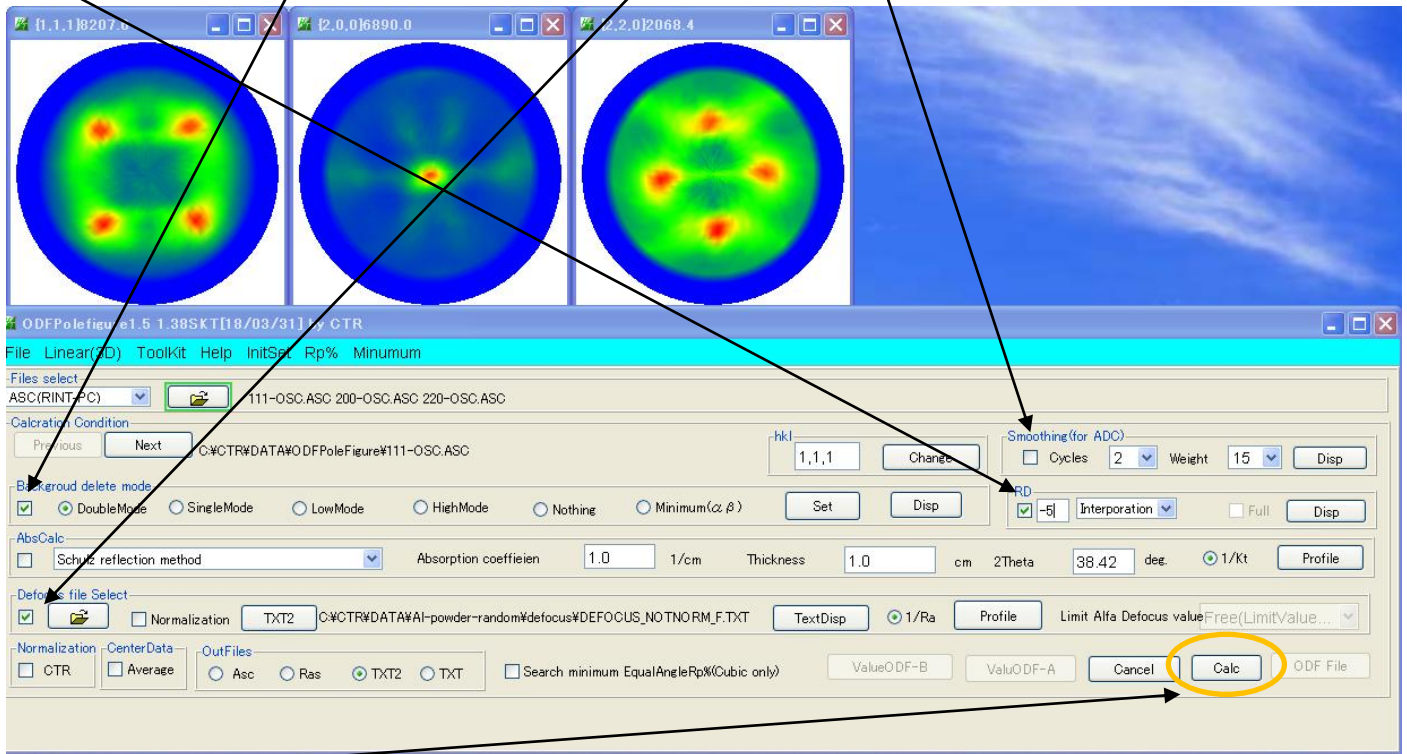 {1,1,1}8207.6
{2,0,0}6890.0
{2,2,0}2068.4
ODFPolefigure1.5 1.38SKT[18/03/31] by CTR
File Linear(3D) ToolKit Help InitSet Rp% Minumum
Files select
ASC(RINT-PC) 111-OSC.ASC 200-OSC.ASC 220-OSC.ASC
Calcration Condition
Previous Next C:¥CTR¥DATA¥ODFPoleFigure¥111-OSC.ASC
hkl
1,1,1 Change
Smoothing(for ADC)
Cycles 2 Weight 15 Disp
Backgroud delete mode
DoubleMode SingleMode LowMode HighMode Nothing Minimum(α β) Set Disp
RD
-5 Interporation Full Disp
AbsCalc
Schulz reflection method Absorption coeffieien 1.0 1/cm Thickness 1.0 cm 2Theta 38.42 deg. 1/Kt Profile
Defocus file Select
Normalization TXT2 C:¥CTR¥DATA¥Al-powder-random¥defocus¥DEFOCUS_NOTNORM_F.TXT TextDisp 1/Ra Profile Limit Alfa Defocus value Free(LimitValue...
Normalization CenterData OutFiles
CTR Average Asc Ras TXT2 TXT Search minimum EqualAngleRp%(Cubic only) ValueODF-B ValuODF-A Cancel Calc ODF File